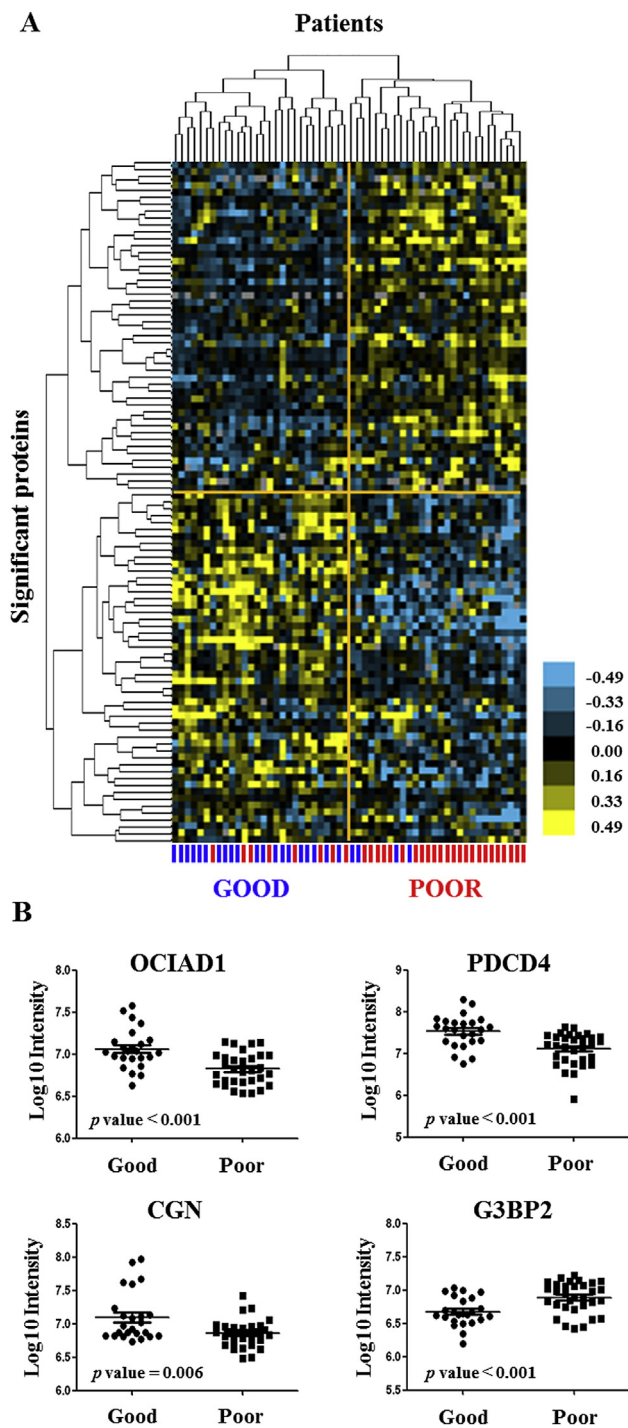 A
Patients
Significant proteins
-0.49
-0.33
-0.16
0.00
0.16
0.33
0.49
GOOD POOR
B
OCIAD1
Log10 Intensity
8.0
7.5
7.0
6.5
6.0
p value < 0.001
Good Poor
PDCD4
Log10 Intensity
9
8
7
6
5
p value < 0.001
Good Poor
CGN
Log10 Intensity
8.5
8.0
7.5
7.0
6.5
6.0
p value = 0.006
Good Poor
G3BP2
Log10 Intensity
8.0
7.5
7.0
6.5
6.0
5.5
p value < 0.001
Good Poor